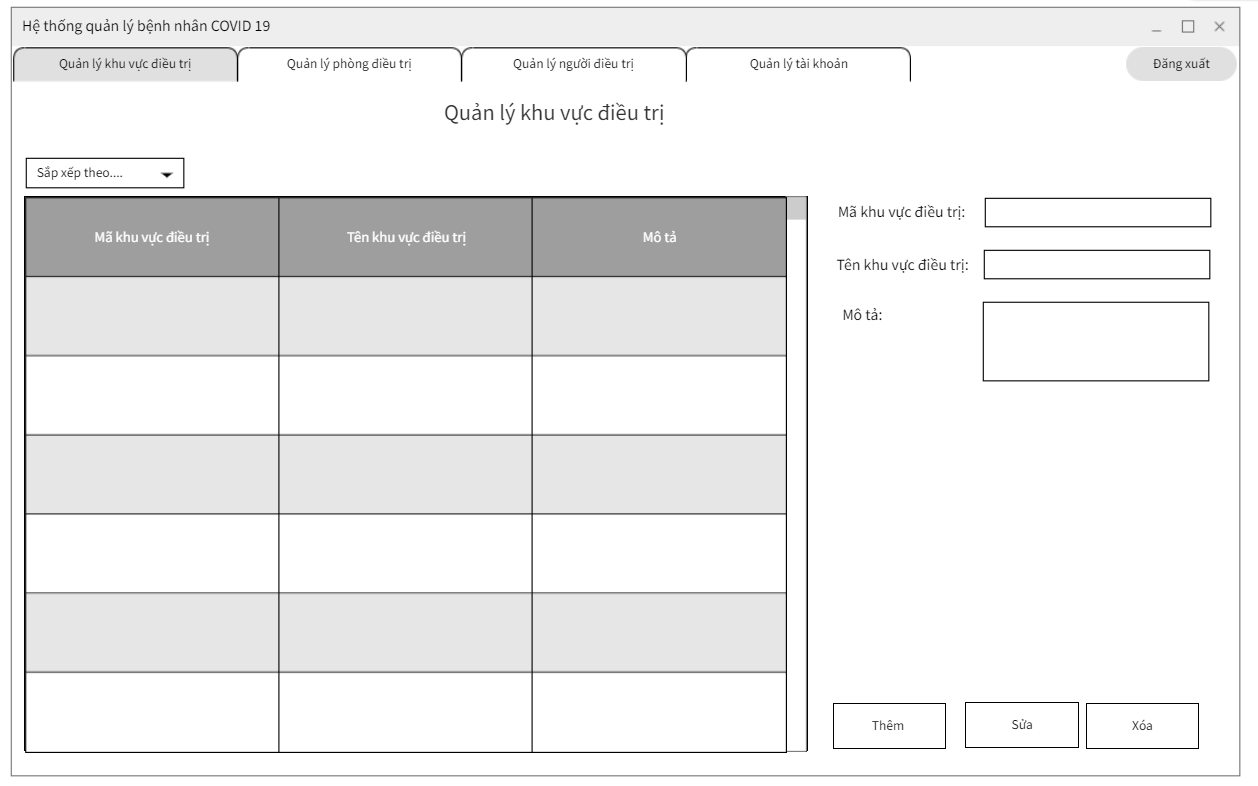 Hệ thống quản lý bệnh nhân COVID 19
Quản lý khu vực điều trị
Quản lý phòng điều trị
Quản lý người điều trị
Quản lý tài khoản
Đăng xuất
Quản lý khu vực điều trị
Sắp xếp theo....
Mã khu vực điều trị
Tên khu vực điều trị
Mô tả
Mã khu vực điều trị:
Tên khu vực điều trị:
Mô tả:
Thêm
Sửa
Xóa